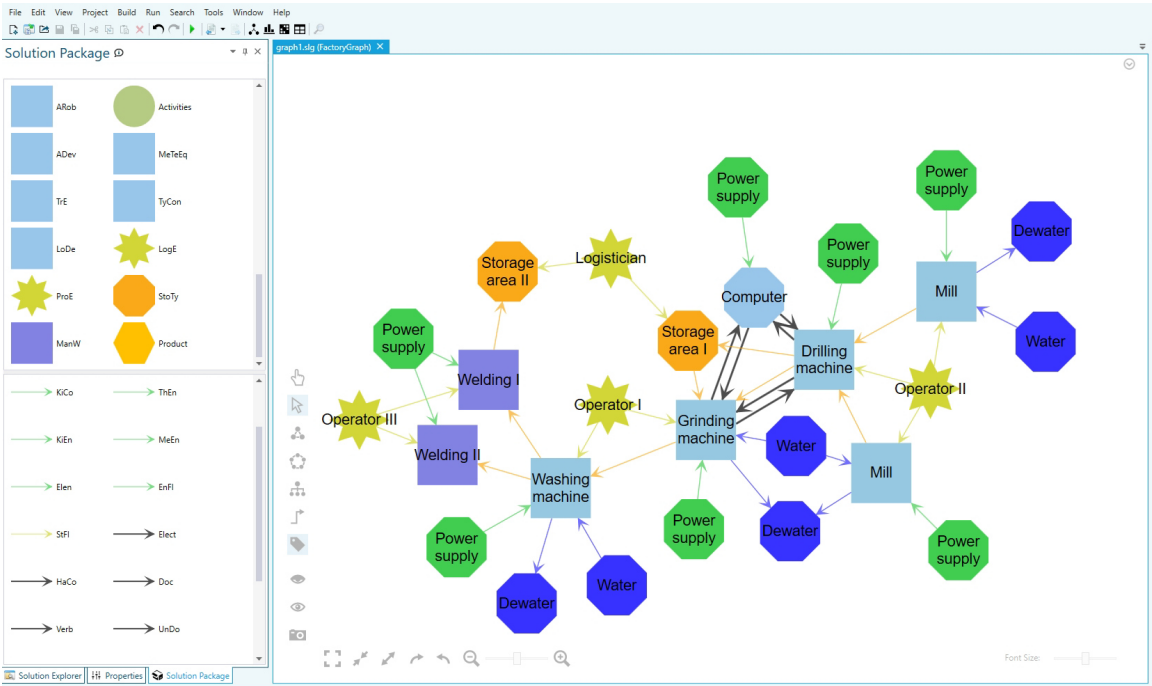 File Edit View Project Build Run Search Tools Window Help
Solution Package
graph1.slg (FactoryGraph)
ARob
Activities
ADev
MeTeEq
TrE
TyCon
LoDe
LogE
ProE
StoTy
ManW
Product
KiCo
ThEn
KiEn
MeEn
Elen
EnFl
StFl
Elect
HaCo
Doc
Verb
UnDo
Solution Explorer
Properties
Solution Package
Power
supply
Power
supply
Dewater
Power
supply
Logistician
Storage
area II
Computer
Mill
Power
supply
Storage
area I
Water
Drilling
machine
Welding I
Operator II
Operator III
Operator I
Grinding
machine
Water
Welding II
Mill
Washing
machine
Power
supply
Dewater
Power
supply
Power
supply
Water
Dewater
Font Size: